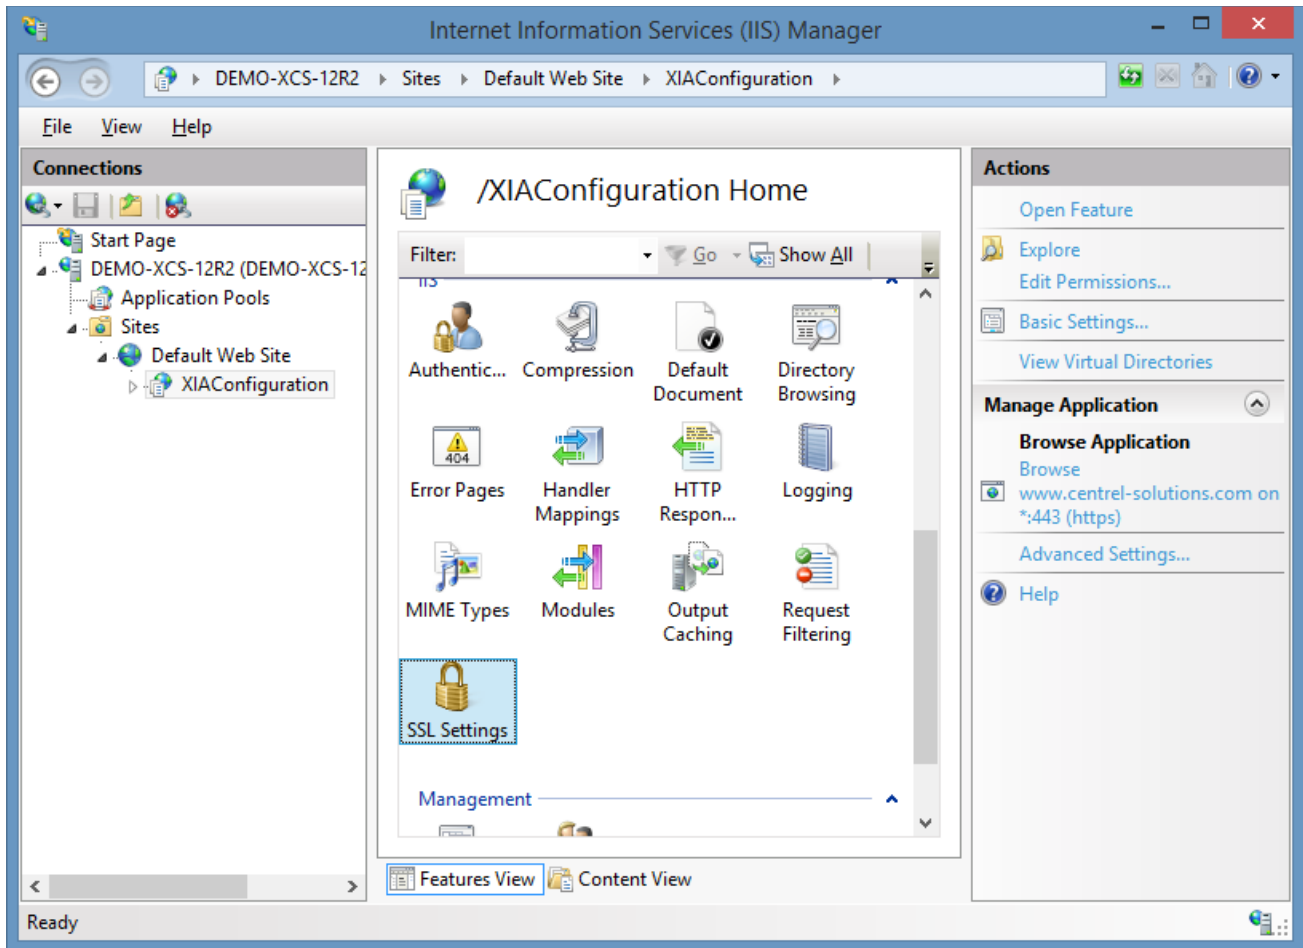 Internet Information Services (IIS) Manager
DEMO-XCS-12R2 Sites Default Web Site XIAConfiguration
File View Help
Connections
Start Page
DEMO-XCS-12R2 (DEMO-XCS-12
Application Pools
Sites
Default Web Site
XIAConfiguration
/XIAConfiguration Home
Filter: Go Show All
IIS
Authentic... Compression Default Document Directory Browsing
404
Error Pages Handler Mappings HTTP Respon... Logging
MIME Types Modules Output Caching Request Filtering
SSL Settings
Management
Features View Content View
Actions
Open Feature
Explore
Edit Permissions...
Basic Settings...
View Virtual Directories
Manage Application
Browse Application
Browse
www.centrel-solutions.com on
*:443 (https)
Advanced Settings...
Help
Ready